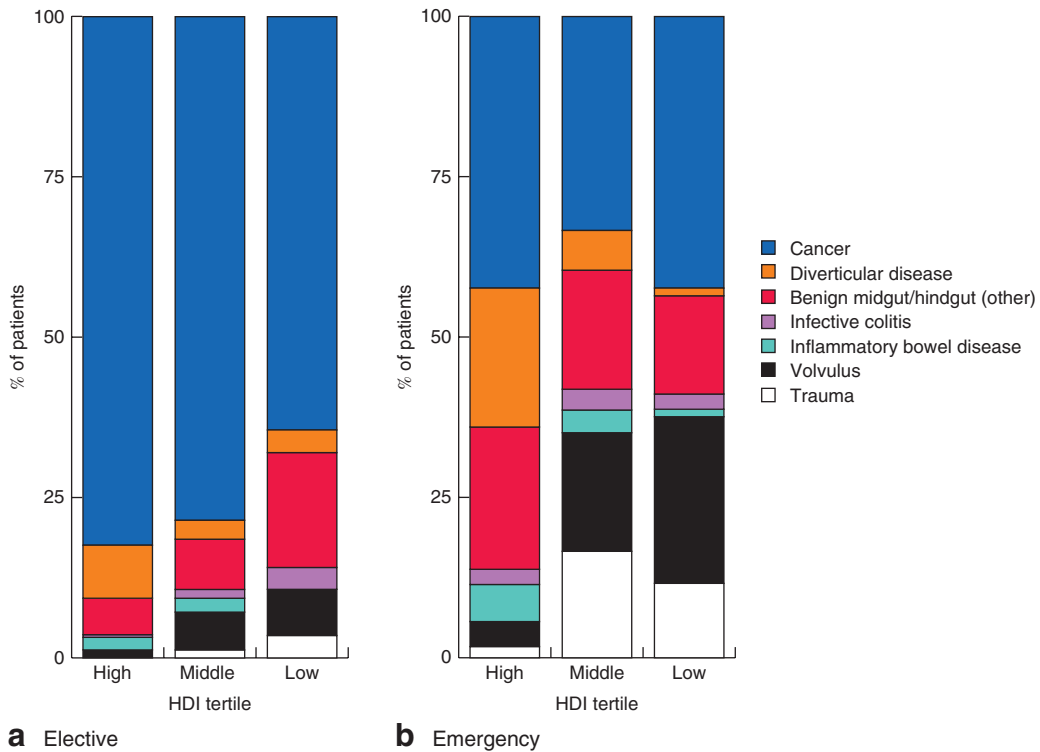 100
75
50
25
0
% of patients
High Middle Low
HDI tertile
a Elective
100
75
50
25
0
% of patients
High Middle Low
HDI tertile
b Emergency
Cancer
Diverticular disease
Benign midgut/hindgut (other)
Infective colitis
Inflammatory bowel disease
Volvulus
Trauma